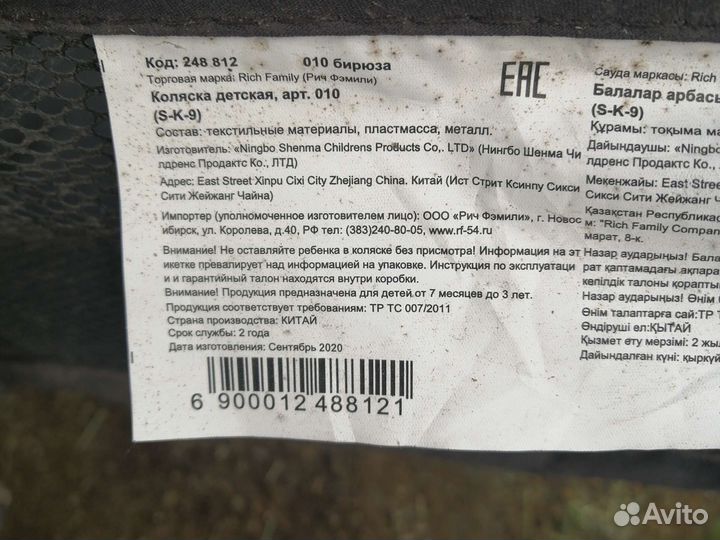 Код: 248 812 010 бирюза
Торговая марка: Rich Family (Рич Фэмили)
Коляска детская, арт. 010
(S-K-9)
Состав: текстильные материалы, пластмасса, металл.
Изготовитель: «Ningbo Shenma Childrens Products Co,. LTD» (Нингбо Шенма Чи
лдренс Продактс Ко., ЛТД)
Адрес: East Street Xinpu Cixi City Zhejiang China. Китай (Ист Стрит Ксинпу Сикси
Сити Жейжанг Чайна)
Импортер (уполномоченное изготовителем лицо): ООО «Рич Фэмили», г. Новос
ибирск, ул. Королева, д.40, РФ тел: (383)240-80-05, www.rf-54.ru
Внимание! Не оставляйте ребенка в коляске без присмотра! Информация на эт
икетке превалирует над информацией на упаковке. Инструкция по эксплуатаци
и и гарантийный талон находятся внутри коробки.
Внимание! Продукция предназначена для детей от 7 месяцев до 3 лет.
Продукция соответствует требованиям: ТР ТС 007/2011
Страна производства: КИТАЙ
Срок службы: 2 года
Дата изготовления: Сентябрь 2020
6 900012 488121
EAC
Сауда маркасы: Rich
Балалар арбасы
(S-K-9)
Құрамы: тоқыма ма
Дайындаушы: «Ningbo
лдренс Продактс Ко., ЛТД)
Мекенжайы: East Street
Сикси Сити Жейжанг Ч
Қазақстан Республикас
м: "Rich Family Compan
марат, 8-к.
Назар аударыңыз! Бала
рат қаптамадағы ақпара
кепілдік талоны қораптың
Назар аударыңыз! Өнім
Өнім талаптарға сай:ТР Т
Өндіруші ел:ҚЫТАЙ
Қызмет ету мерзімі: 2 жыл
Дайындалған күні: қыркүй
Avito